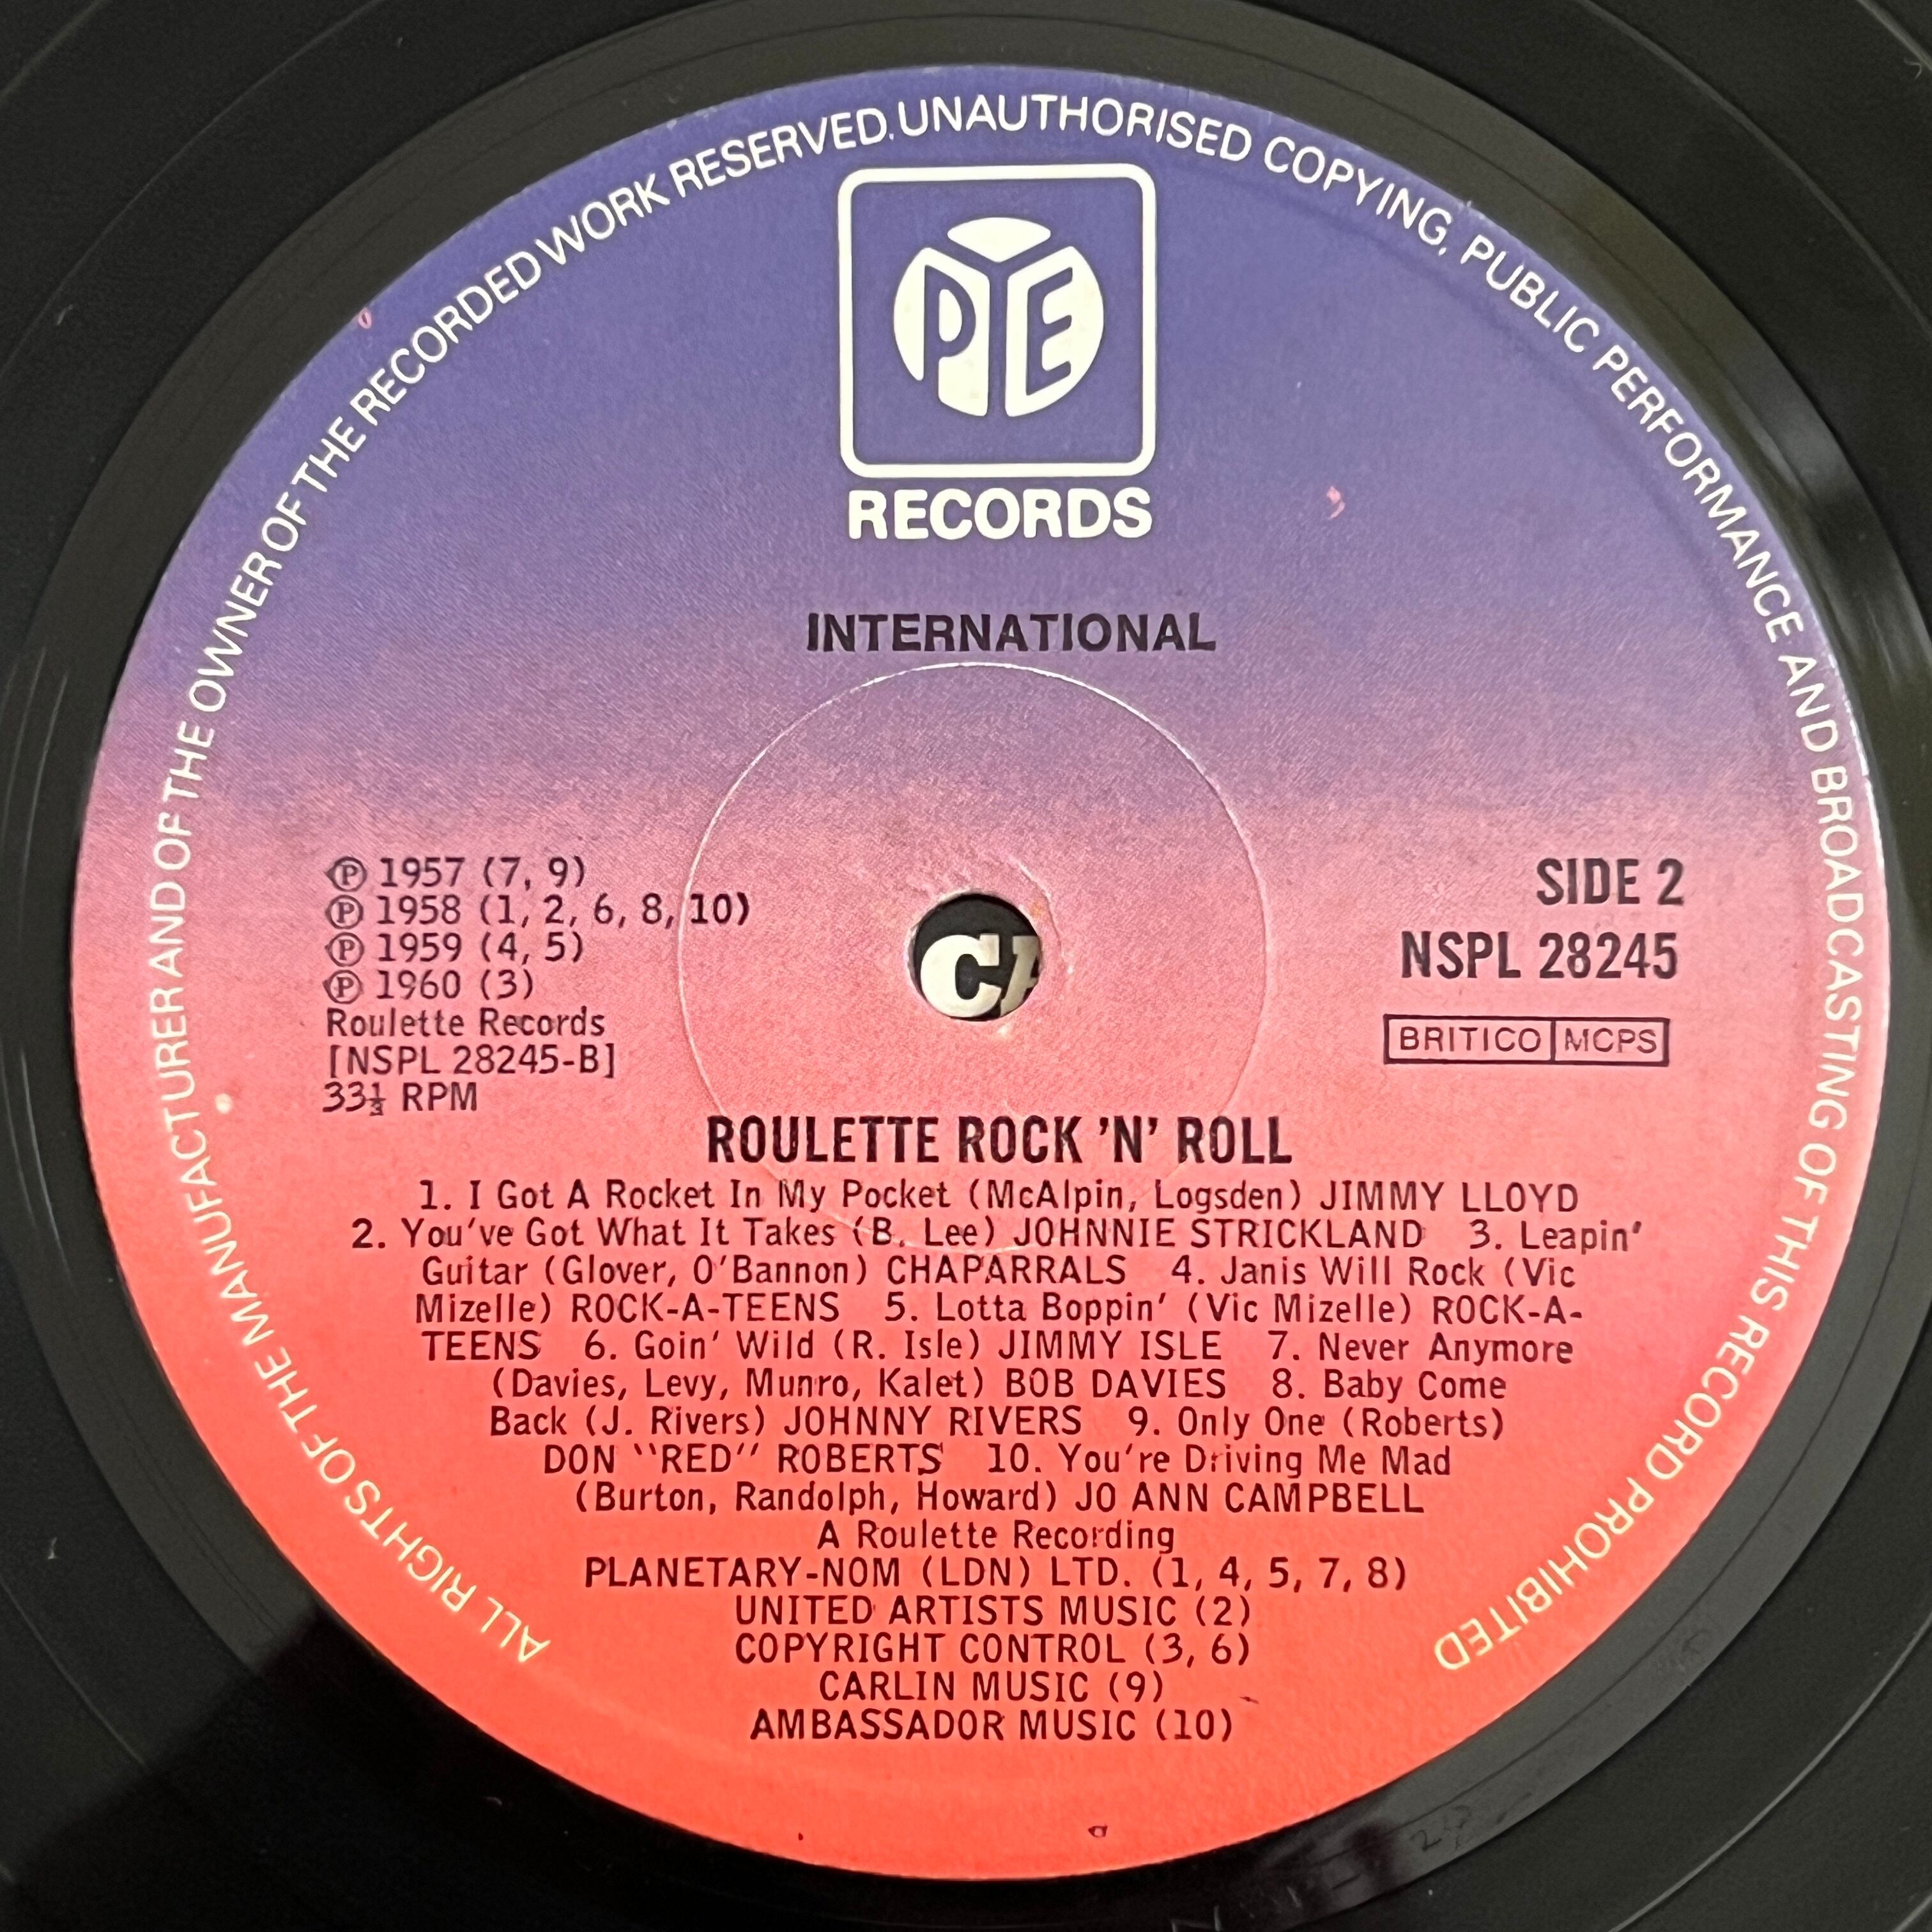 ALL RIGHTS OF THE MANUFACTURER AND OF THE OWNER OF THE RECORDED WORK RESERVED. UNAUTHORISED COPYING, PUBLIC PERFORMANCE AND BROADCASTING OF THIS RECORD PROHIBITED
PYE
RECORDS
INTERNATIONAL
Ⓟ 1957 (7, 9)
Ⓟ 1958 (1, 2, 6, 8, 10)
Ⓟ 1959 (4, 5)
Ⓟ 1960 (3)
Roulette Records
[NSPL 28245-B]
33⅓ RPM
CA
SIDE 2
NSPL 28245
BRITICO MCPS
ROULETTE ROCK 'N' ROLL
1. I Got A Rocket In My Pocket (McAlpin, Logsden) JIMMY LLOYD
2. You've Got What It Takes (B. Lee) JOHNNIE STRICKLAND 3. Leapin'
Guitar (Glover, O'Bannon) CHAPARRALS 4. Janis Will Rock (Vic
Mizelle) ROCK-A-TEENS 5. Lotta Boppin' (Vic Mizelle) ROCK-A-
TEENS 6. Goin' Wild (R. Isle) JIMMY ISLE 7. Never Anymore
(Davies, Levy, Munro, Kalet) BOB DAVIES 8. Baby Come
Back (J. Rivers) JOHNNY RIVERS 9. Only One (Roberts)
DON "RED" ROBERTS 10. You're Driving Me Mad
(Burton, Randolph, Howard) JO ANN CAMPBELL
A Roulette Recording
PLANETARY-NOM (LDN) LTD. (1, 4, 5, 7, 8)
UNITED ARTISTS MUSIC (2)
COPYRIGHT CONTROL (3, 6)
CARLIN MUSIC (9)
AMBASSADOR MUSIC (10)